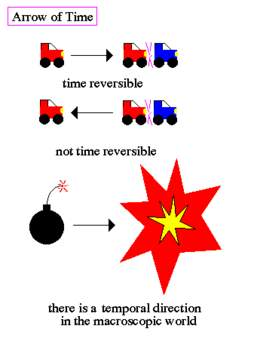 Arrow of Time
time reversible
not time reversible
there is a temporal direction
in the macroscopic world